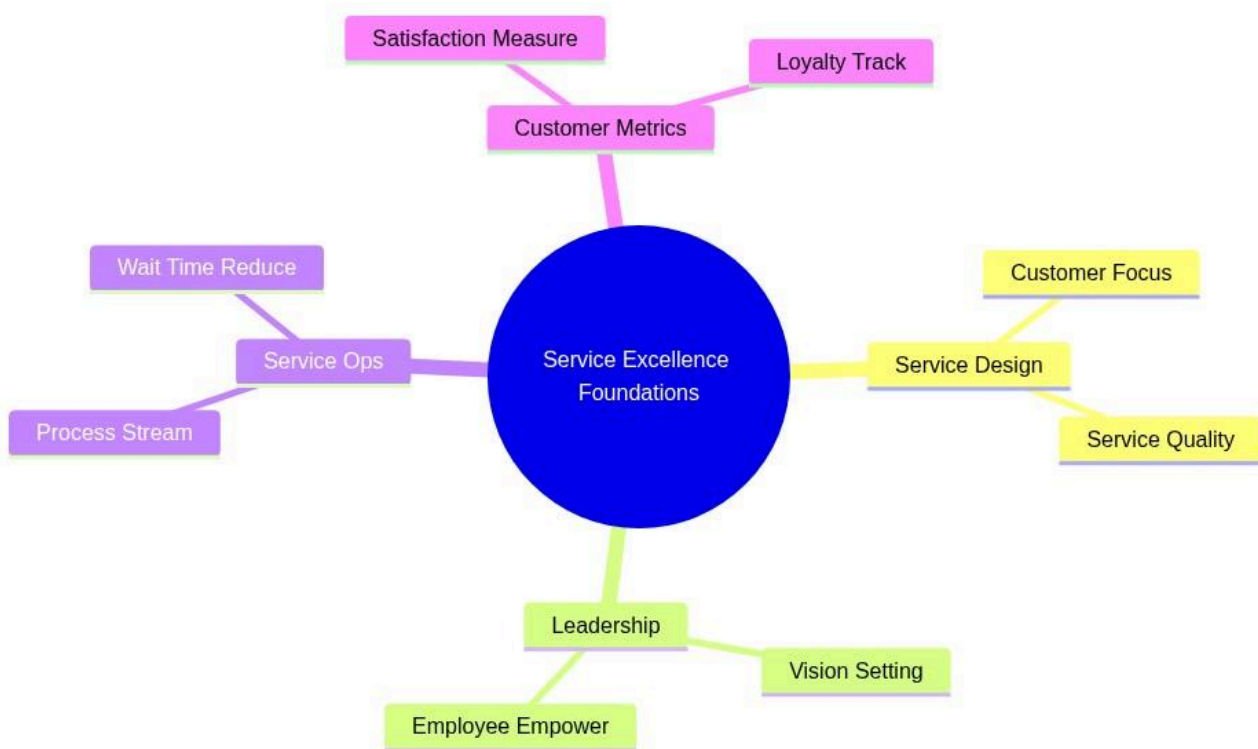 Satisfaction Measure
Loyalty Track
Customer Metrics
Wait Time Reduce
Customer Focus
Service Ops
Service Excellence
Foundations
Service Design
Process Stream
Service Quality
Leadership
Vision Setting
Employee Empower